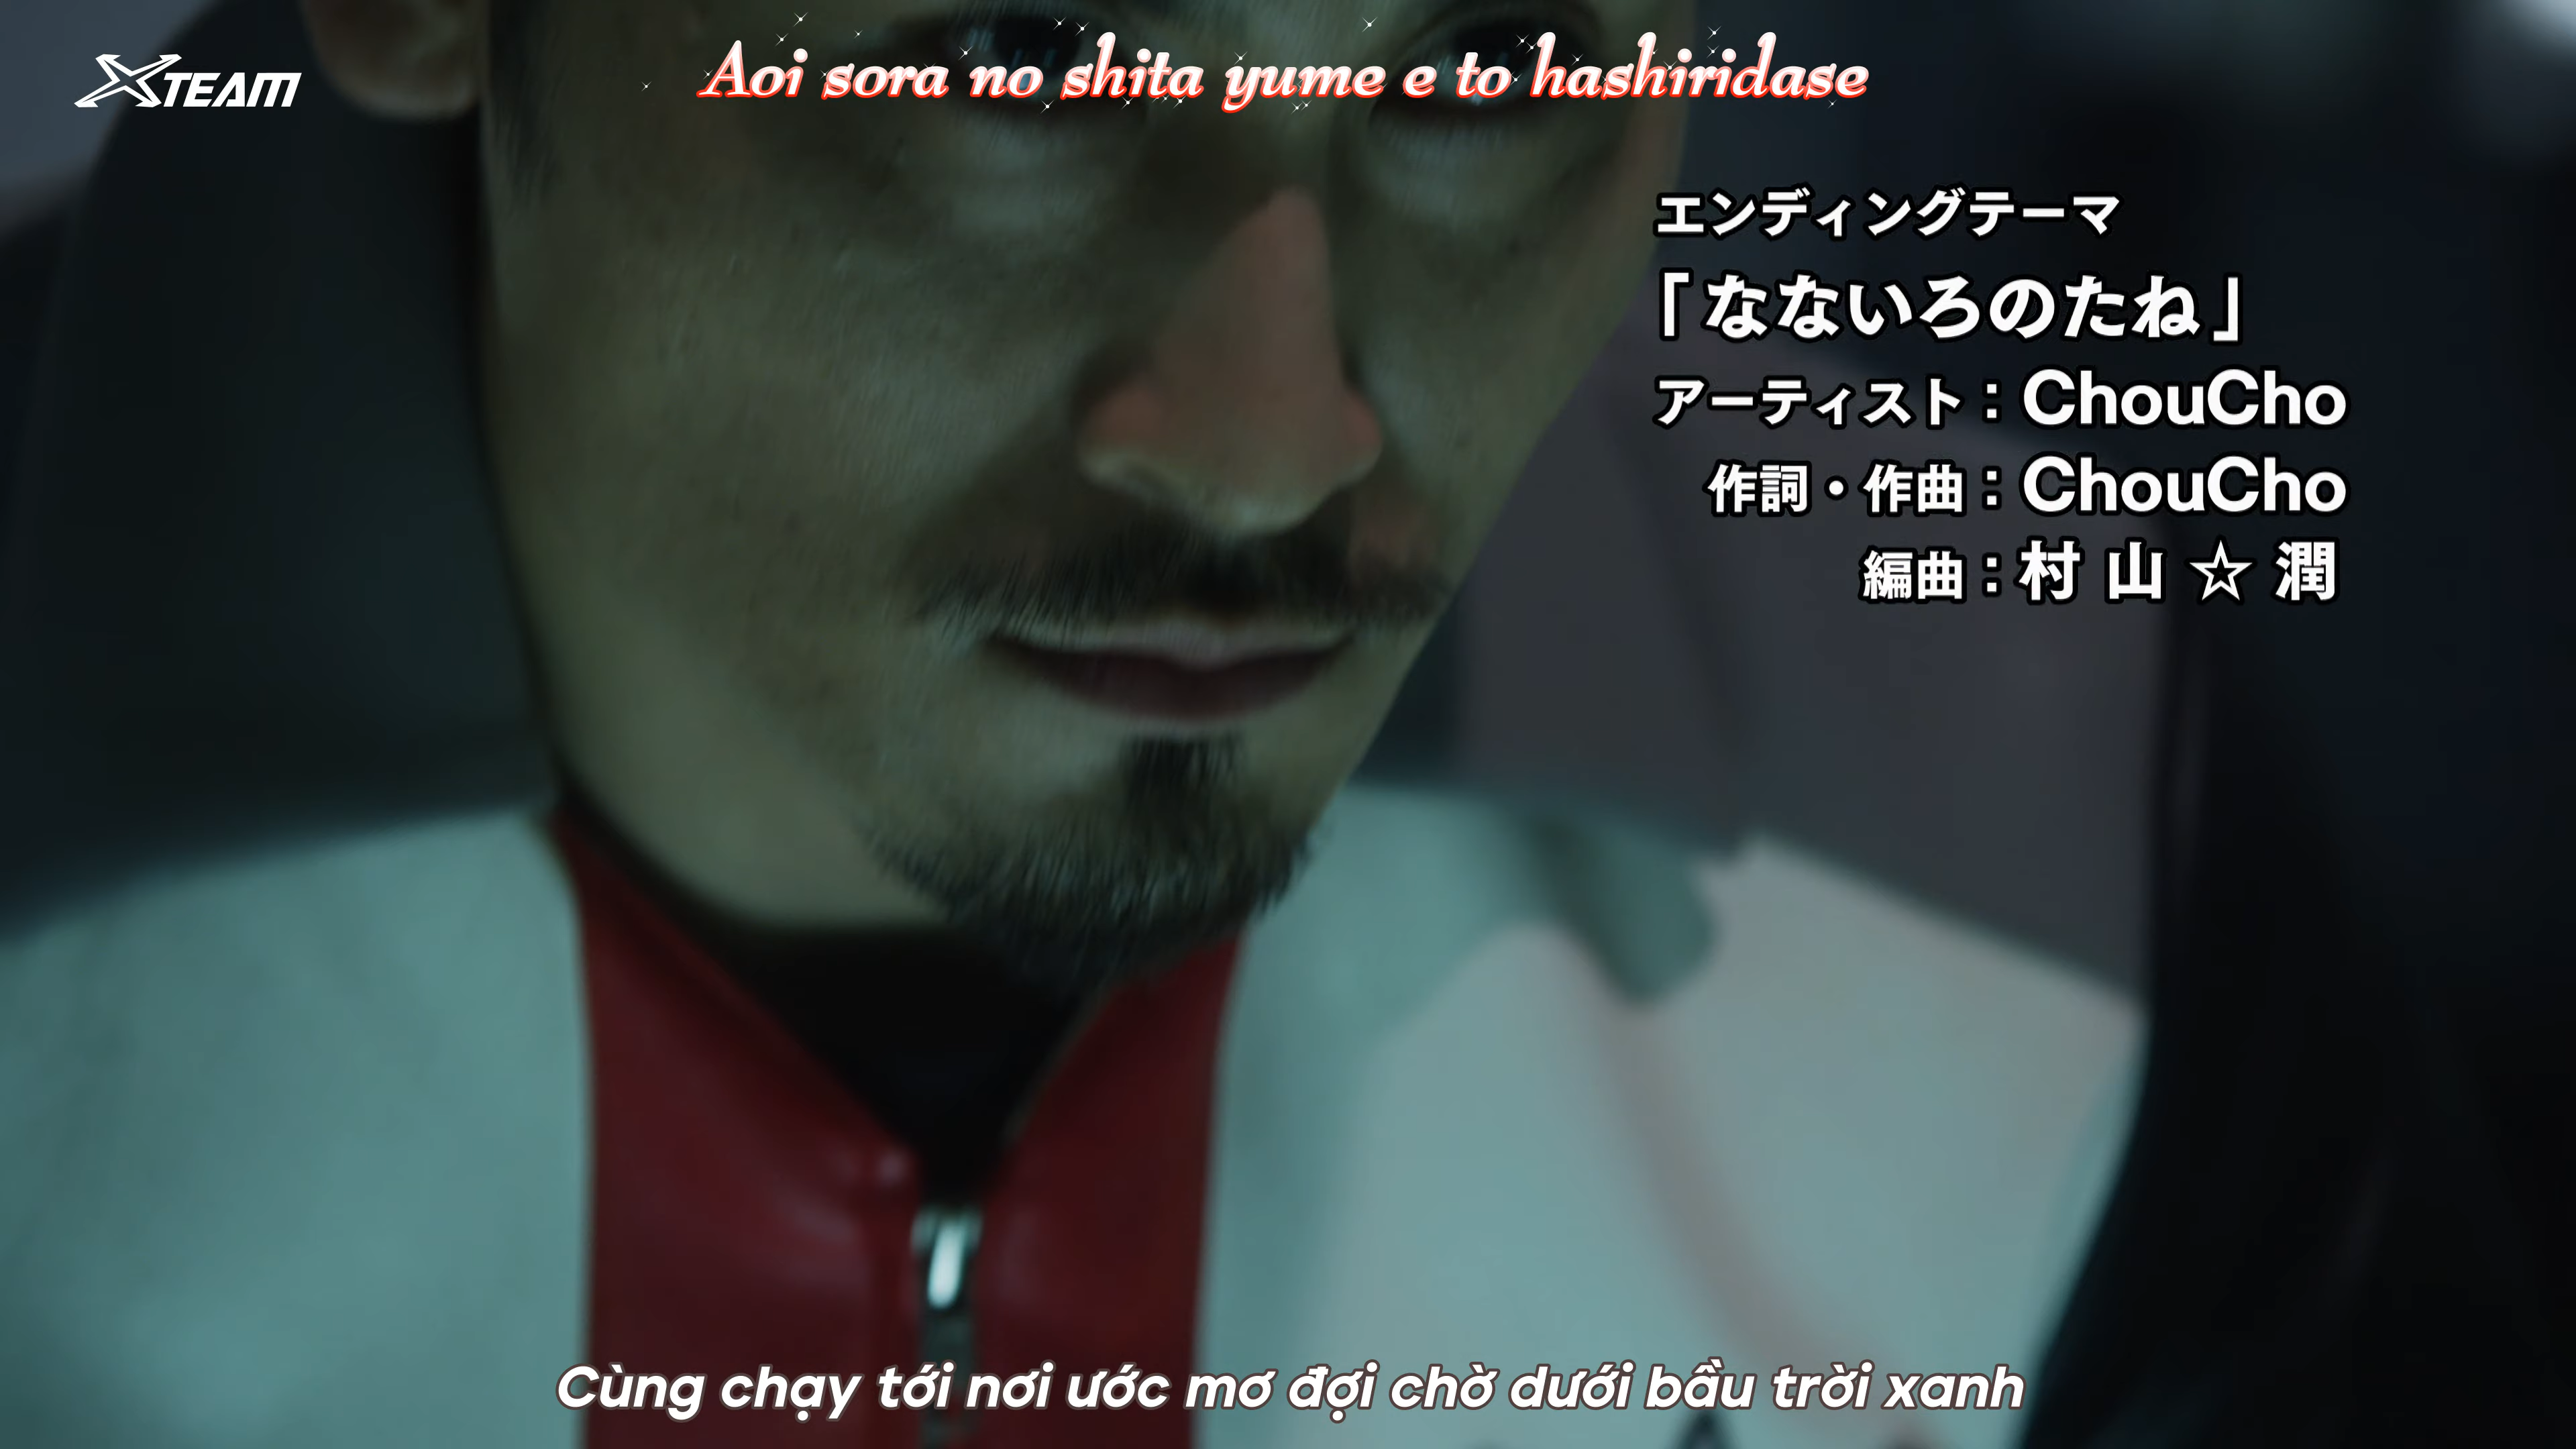 XTEAM
Aoi sora no shita yume e to hashiridase
エンディングテーマ
「なないろのたね」
アーティスト：ChouCho
作詞・作曲：ChouCho
編曲：村山☆潤
Cùng chạy tới nơi ước mơ đợi chờ dưới bầu trời xanh